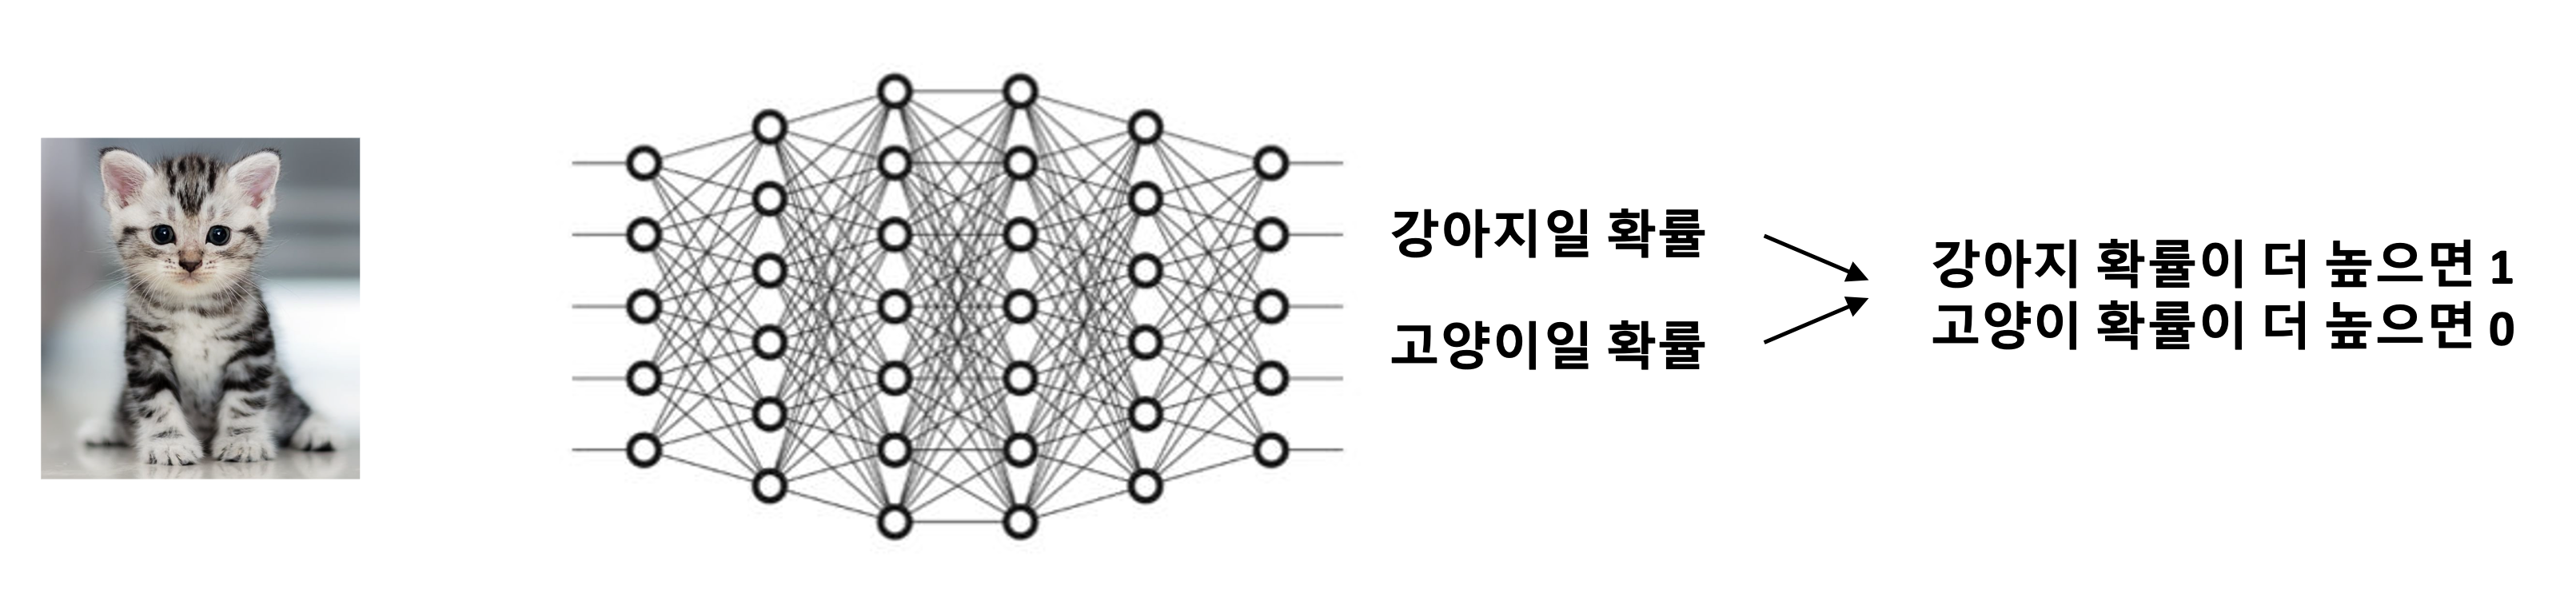 강아지일 확률
고양이일 확률
강아지 확률이 더 높으면 1
고양이 확률이 더 높으면 0